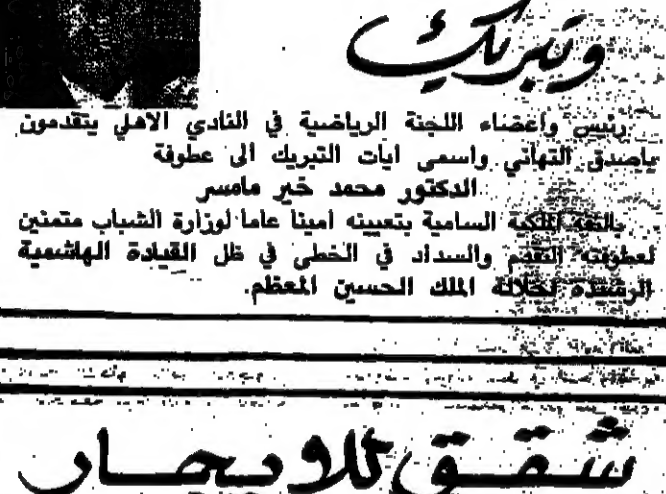 وتبريك
رئيس واعضاء اللجنة الرياضية في النادي الاهلي يتقدمون
باصدق التهاني واسمى ايات التبريك الى عطوفة
الدكتور محمد خير مامسر
بالثقة الملكية السامية بتعيينه امينا عاما لوزارة الشباب متمنين
لعطوفته التقدم والسداد في الخطى في ظل القيادة الهاشمية
الرشيدة لجلالة الملك الحسين المعظم.
شقق للايجار